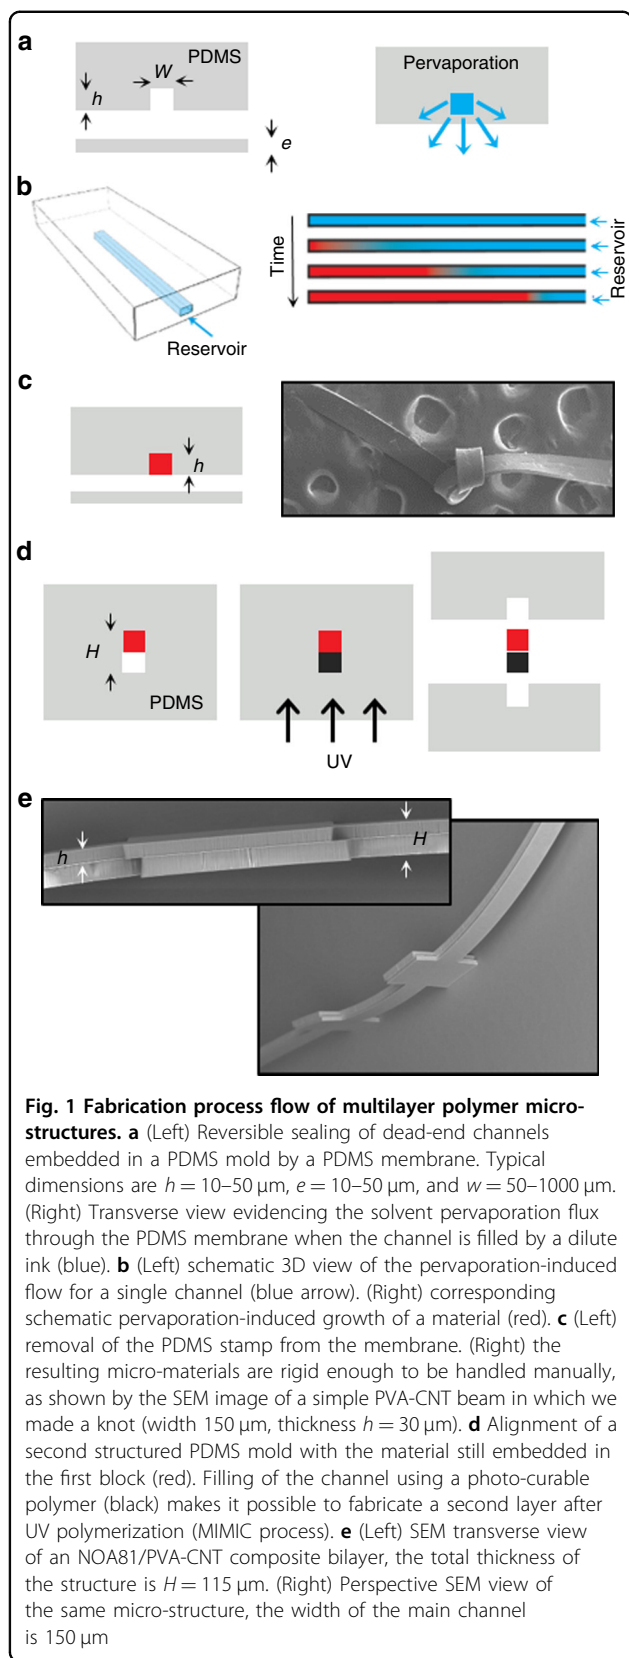 a
PDMS
W
h
e
Pervaporation
b
Reservoir
Time
Reservoir
c
h
d
H
PDMS
UV
e
h
H
Fig. 1 Fabrication process flow of multilayer polymer micro-
structures. a (Left) Reversible sealing of dead-end channels
embedded in a PDMS mold by a PDMS membrane. Typical
dimensions are h = 10–50 μm, e = 10–50 μm, and w = 50–1000 μm.
(Right) Transverse view evidencing the solvent pervaporation flux
through the PDMS membrane when the channel is filled by a dilute
ink (blue). b (Left) schematic 3D view of the pervaporation-induced
flow for a single channel (blue arrow). (Right) corresponding
schematic pervaporation-induced growth of a material (red). c (Left)
removal of the PDMS stamp from the membrane. (Right) the
resulting micro-materials are rigid enough to be handled manually,
as shown by the SEM image of a simple PVA-CNT beam in which we
made a knot (width 150 μm, thickness h = 30 μm). d Alignment of a
second structured PDMS mold with the material still embedded in
the first block (red). Filling of the channel using a photo-curable
polymer (black) makes it possible to fabricate a second layer after
UV polymerization (MIMIC process). e (Left) SEM transverse view
of an NOA81/PVA-CNT composite bilayer, the total thickness of
the structure is H = 115 μm. (Right) Perspective SEM view of
the same micro-structure, the width of the main channel
is 150 μm